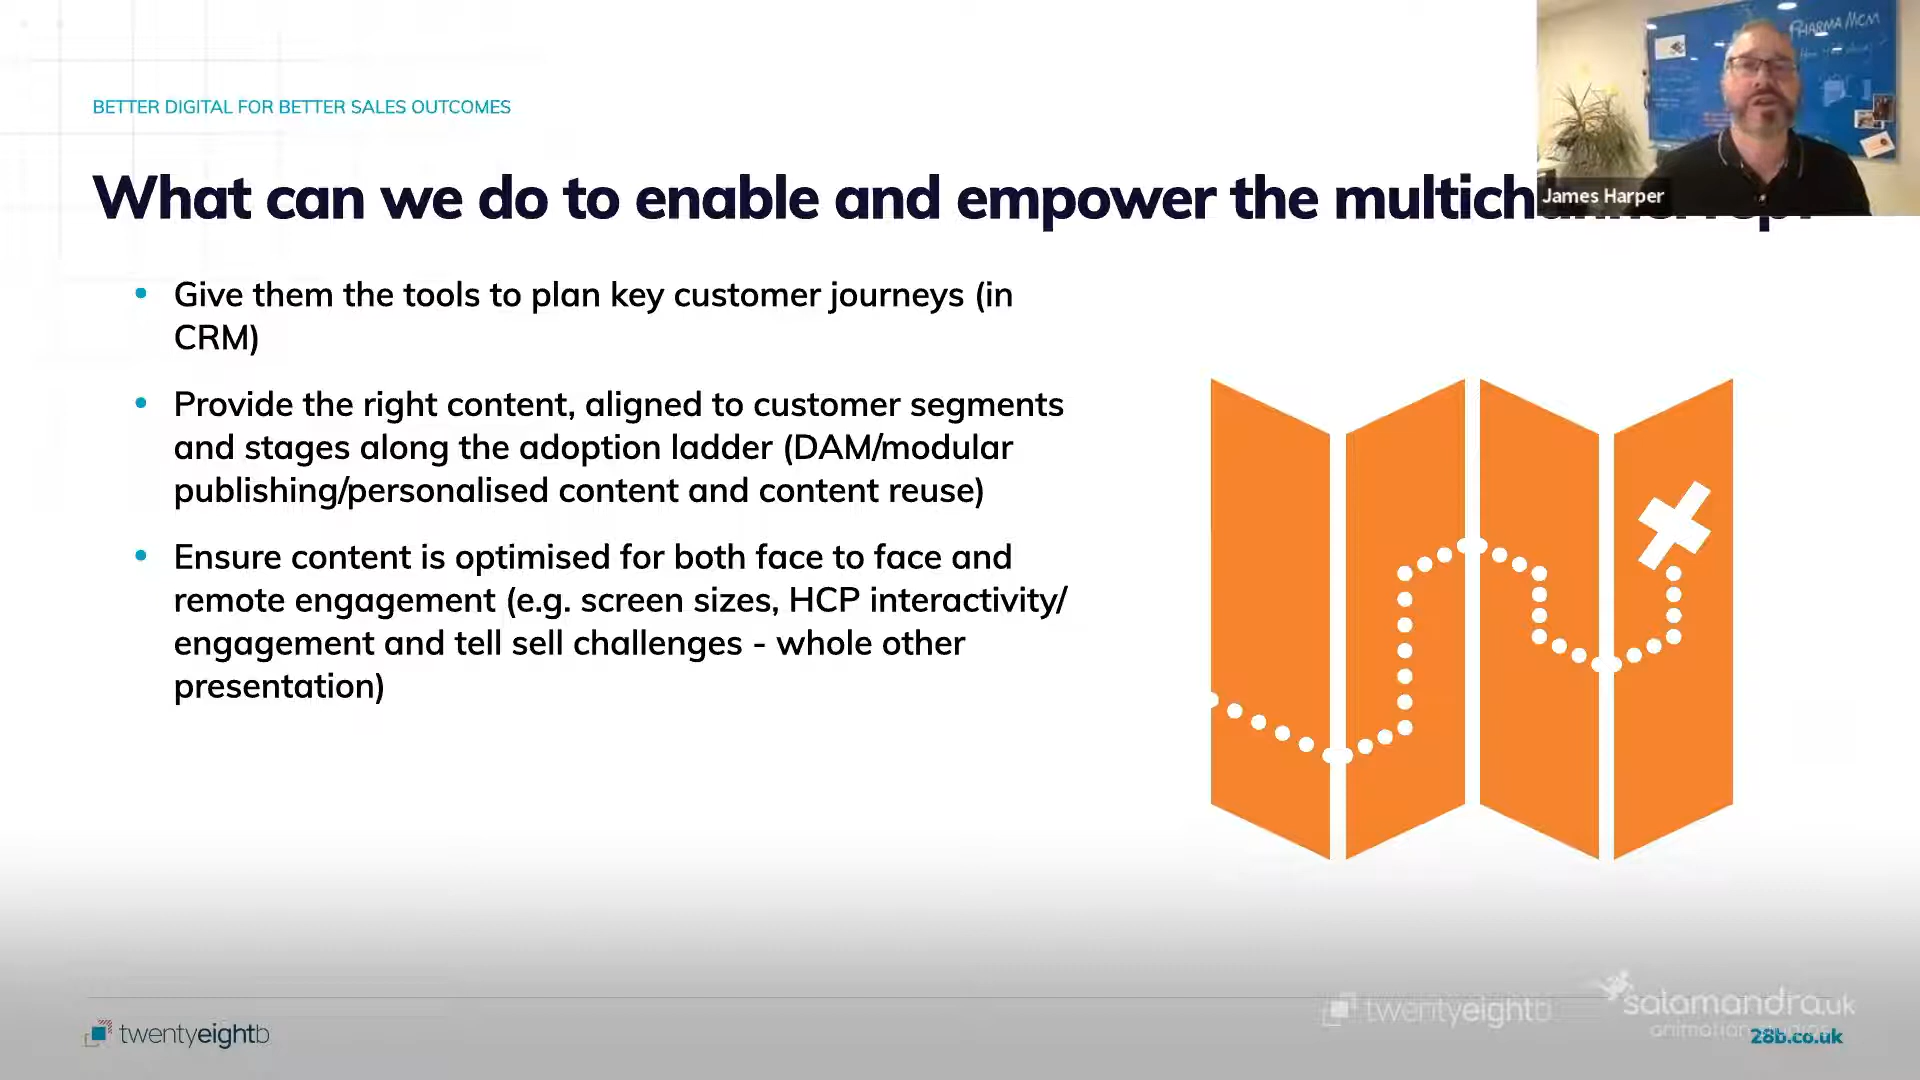 PHARMA MCM
BETTER DIGITAL FOR BETTER SALES OUTCOMES
What can we do to enable and empower the
James Harper
• Give them the tools to plan key customer journeys (in
CRM)
• Provide the right content, aligned to customer segments
and stages along the adoption ladder (DAM/modular
publishing/personalised content and content reuse)
• Ensure content is optimised for both face to face and
remote engagement (e.g. screen sizes, HCP interactivity/
engagement and tell sell challenges - whole other
presentation)
twentyeightb
twentyeightb
salamandra.uk
animation
28b.co.uk